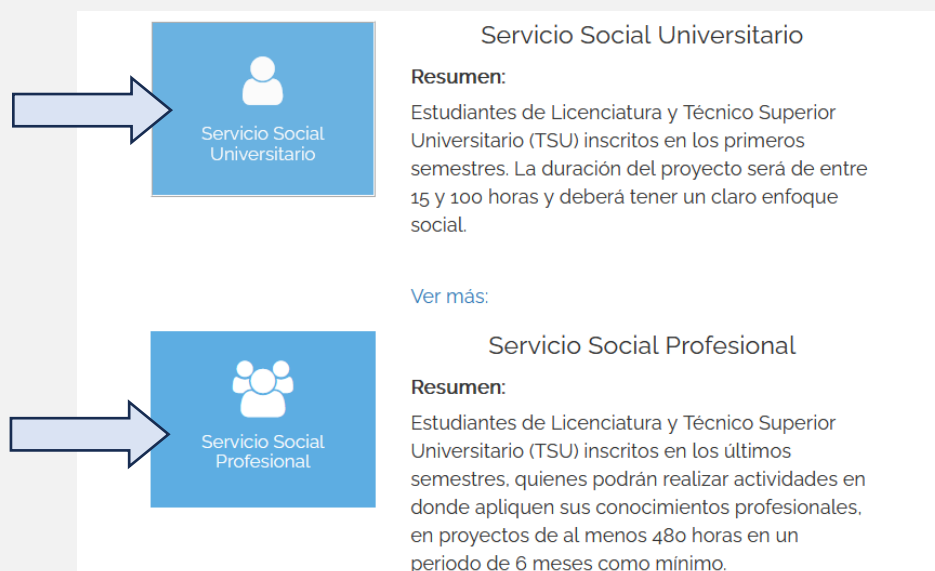 Servicio Social Universitario
Servicio Social
Universitario
Resumen:
Estudiantes de Licenciatura y Técnico Superior
Universitario (TSU) inscritos en los primeros
semestres. La duración del proyecto será de entre
15 y 100 horas y deberá tener un claro enfoque
social.
Ver más:
Servicio Social Profesional
Servicio Social
Profesional
Resumen:
Estudiantes de Licenciatura y Técnico Superior
Universitario (TSU) inscritos en los últimos
semestres, quienes podrán realizar actividades en
donde apliquen sus conocimientos profesionales,
en proyectos de al menos 480 horas en un
periodo de 6 meses como mínimo.